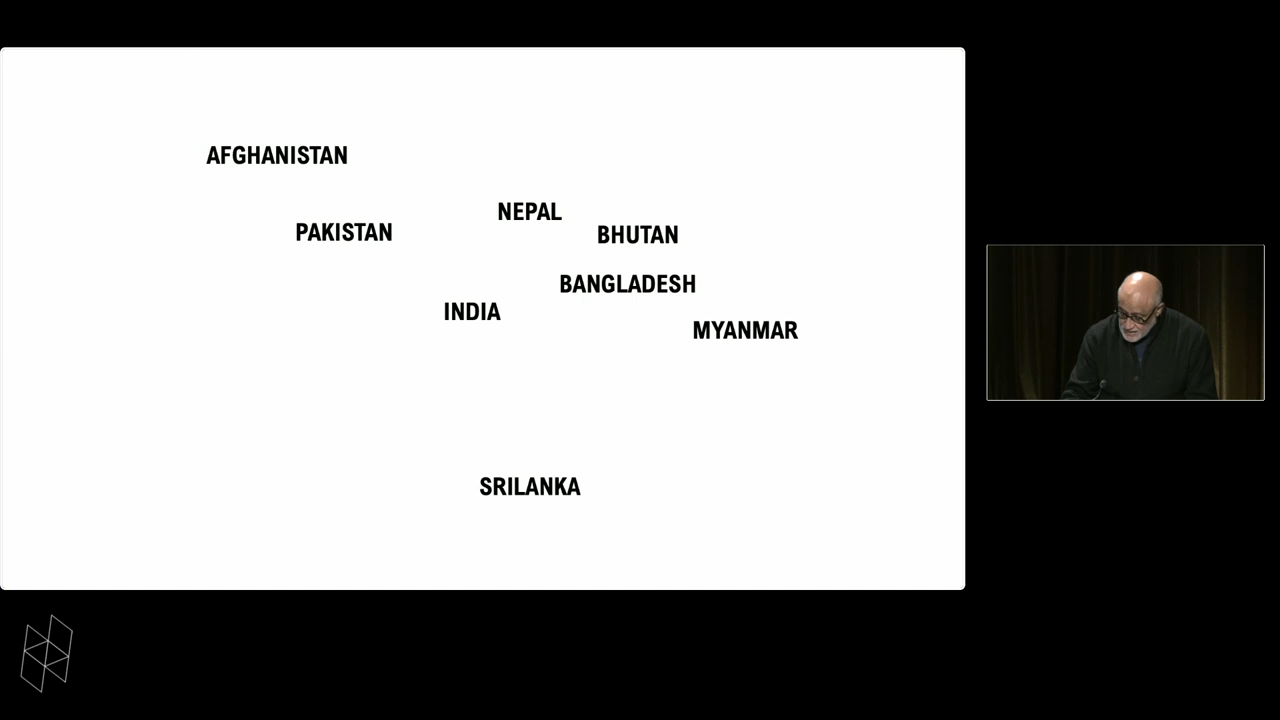 AFGHANISTAN
NEPAL
PAKISTAN
BHUTAN
BANGLADESH
INDIA
MYANMAR
SRILANKA